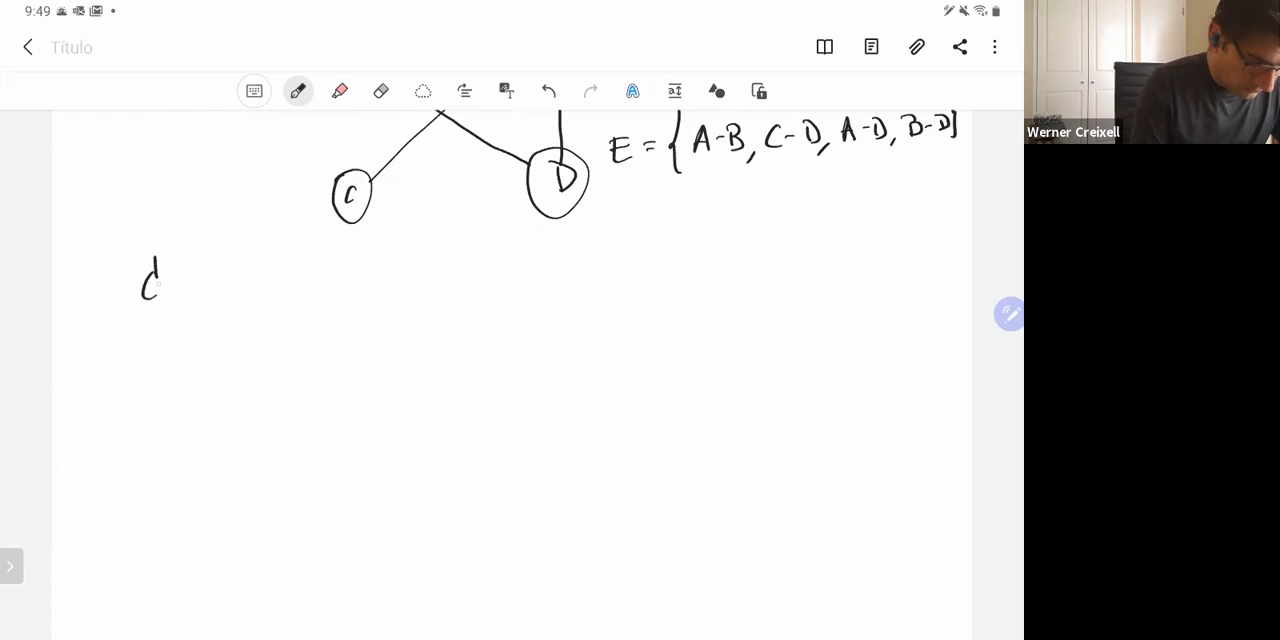 9:49
Título
E = { A-B, C-D, A-D, B-D}
C
D
d
Werner Creixell